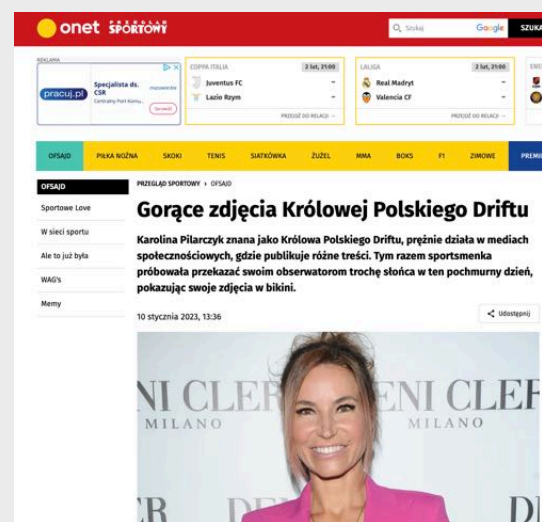 onet PRZEGLĄD SPORTOWY
Szukaj Google SZUKA
REKLAMA
pracuj.pl
Specjalista ds. CSR
Centralny Port Komu...
Sprawdź
COPPA ITALIA 2 lut, 21:00
Juventus FC -
Lazio Rzym -
PRZEJDŹ DO RELACJI →
LALIGA 2 lut, 21:00
Real Madryt -
Valencia CF -
PRZEJDŹ DO RELACJI →
OFSAJD PIŁKA NOŻNA SKOKI TENIS SIATKÓWKA ŻUŻEL MMA BOKS F1 ZIMOWE PREMIU
OFSAJD
Sportowe Love
W sieci sportu
Ale to już była
WAG's
Memy
PRZEGLĄD SPORTOWY › OFSAJD
Gorące zdjęcia Królowej Polskiego Driftu
Karolina Pilarczyk znana jako Królowa Polskiego Driftu, prężnie działa w mediach
społecznościowych, gdzie publikuje różne treści. Tym razem sportsmenka
próbowała przekazać swoim obserwatorom trochę słońca w ten pochmurny dzień,
pokazując swoje zdjęcia w bikini.
10 stycznia 2023, 13:36
Udostępnij
NI CLER DENI CLER
MILANO MILANO